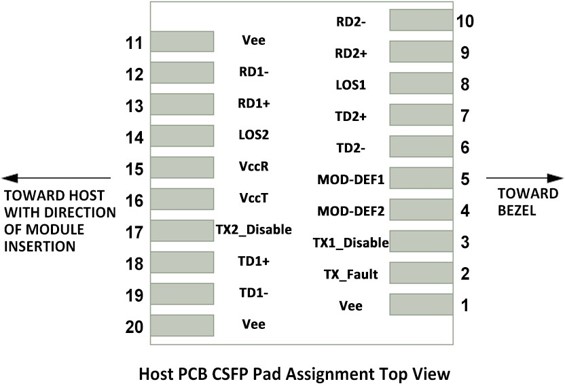 RD2- 10
11 Vee
RD2+ 9
12 RD1-
LOS1 8
13 RD1+
TD2+ 7
14 LOS2
TD2- 6
15 VccR
MOD-DEF1 5
16 VccT
MOD-DEF2 4
17 TX2_Disable
TX1_Disable 3
18 TD1+
TX_Fault 2
19 TD1-
Vee 1
20 Vee
TOWARD HOST
WITH DIRECTION
OF MODULE
INSERTION
TOWARD
BEZEL
Host PCB CSFP Pad Assignment Top View